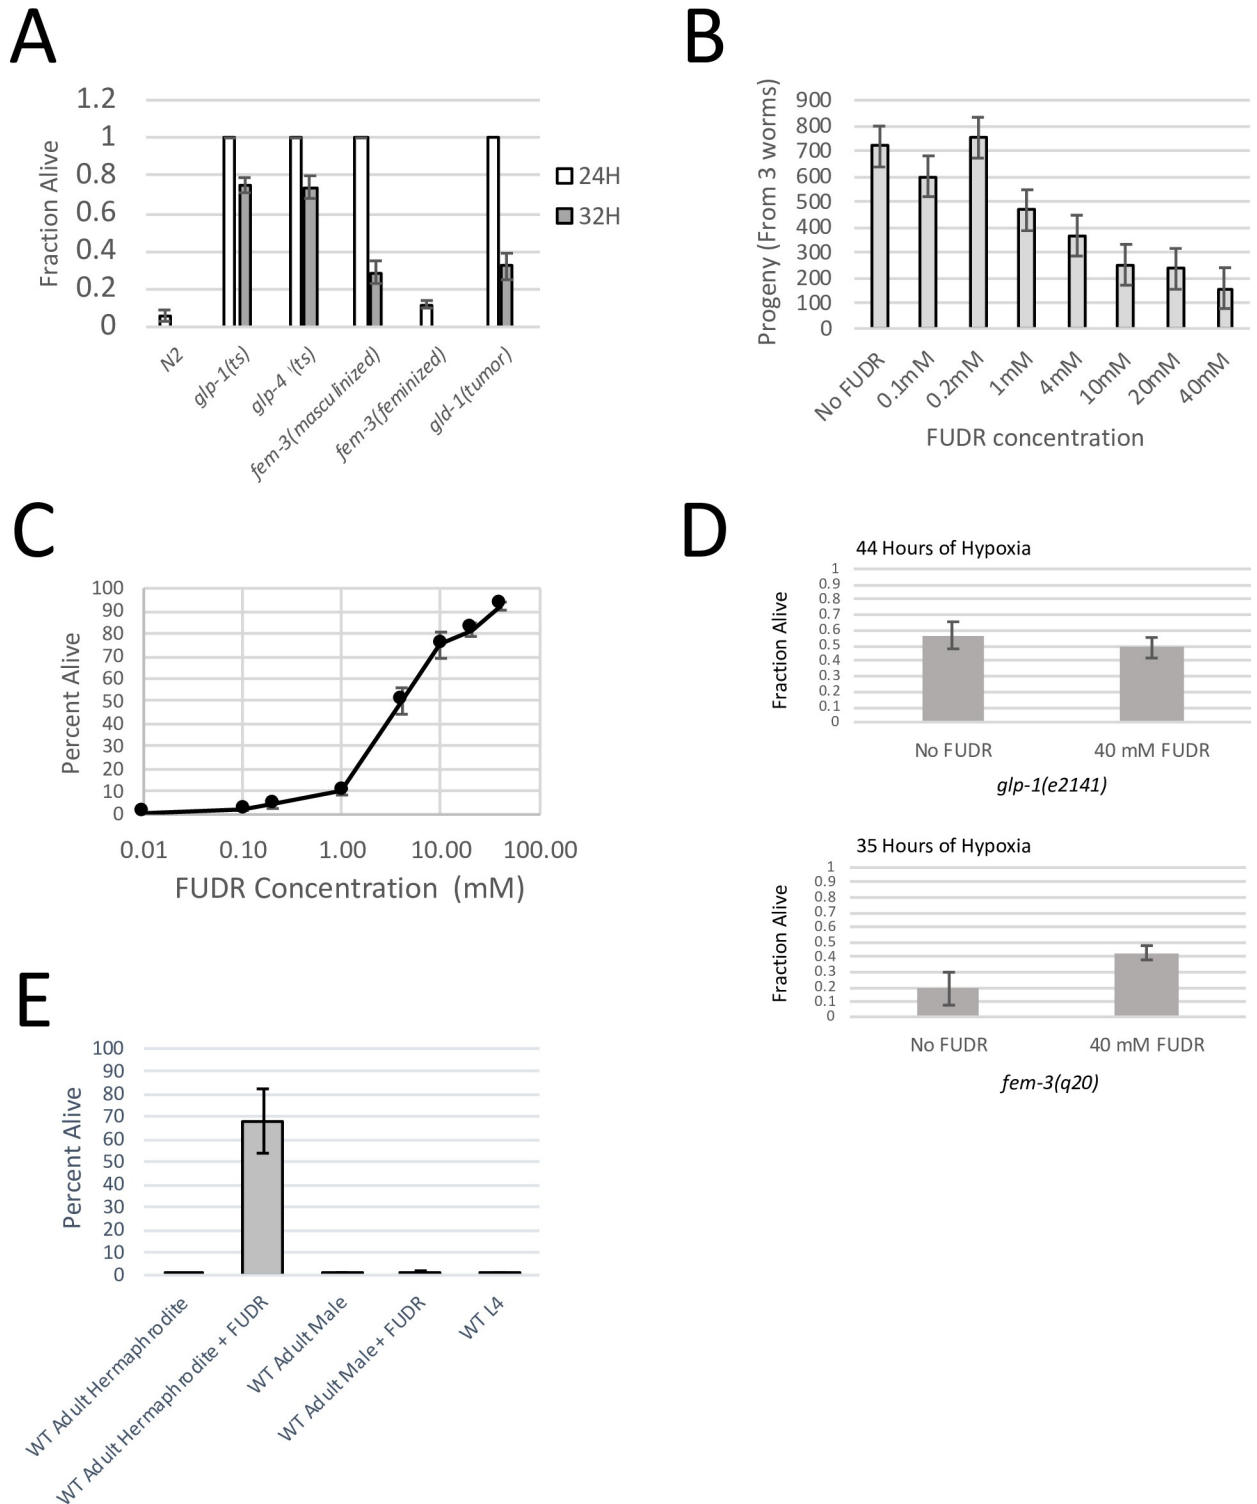 A
Fraction Alive
1.2
1
0.8
0.6
0.4
0.2
0
24H
32H
N2
glp-1(ts)
glp-4 '(ts)
fem-3(masculinized)
fem-3(feminized)
gld-1(tumor)
B
Progeny (From 3 worms)
900
800
700
600
500
400
300
200
100
0
No FUDR
0.1mM
0.2mM
1mM
4mM
10mM
20mM
40mM
FUDR concentration
C
Percent Alive
100
90
80
70
60
50
40
30
20
10
0
0.01 0.10 1.00 10.00 100.00
FUDR Concentration (mM)
D
44 Hours of Hypoxia
Fraction Alive
1
0.9
0.8
0.7
0.6
0.5
0.4
0.3
0.2
0.1
0
No FUDR 40 mM FUDR
glp-1(e2141)
35 Hours of Hypoxia
Fraction Alive
1
0.9
0.8
0.7
0.6
0.5
0.4
0.3
0.2
0.1
0
No FUDR 40 mM FUDR
fem-3(q20)
E
Percent Alive
100
90
80
70
60
50
40
30
20
10
0
WT Adult Hermaphrodite
WT Adult Hermaphrodite + FUDR
WT Adult Male
WT Adult Male+ FUDR
WT L4